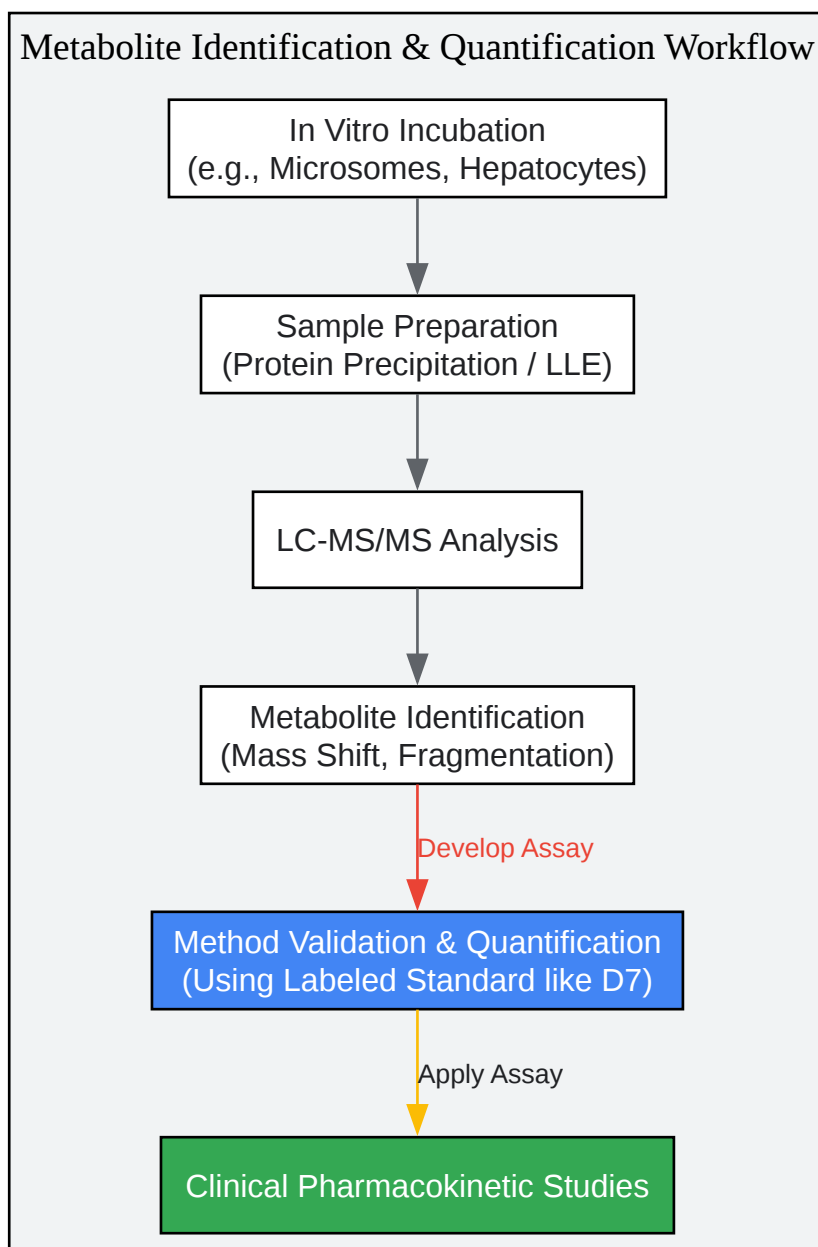 Metabolite Identification & Quantification Workflow
In Vitro Incubation
(e.g., Microsomes, Hepatocytes)
Sample Preparation
(Protein Precipitation / LLE)
LC-MS/MS Analysis
Metabolite Identification
(Mass Shift, Fragmentation)
Develop Assay
Method Validation & Quantification
(Using Labeled Standard like D7)
Apply Assay
Clinical Pharmacokinetic Studies